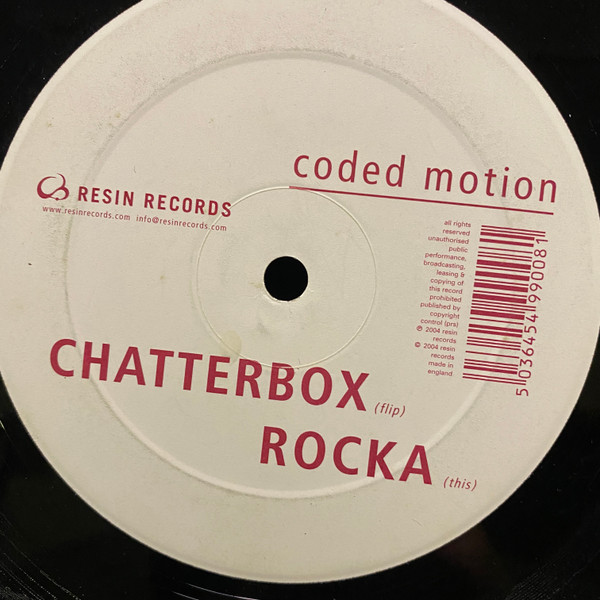 coded motion
RESIN RECORDS
www.resinrecords.com info@resinrecords.com
all rights
reserved
unauthorised
public
performance,
broadcasting,
leasing &
copying of
this record
prohibited
published by
copyright
control (prs)
℗ 2004 resin
records
© 2004 resin
records
made in
england
5 036454 990081
CHATTERBOX (flip)
ROCKA (this)